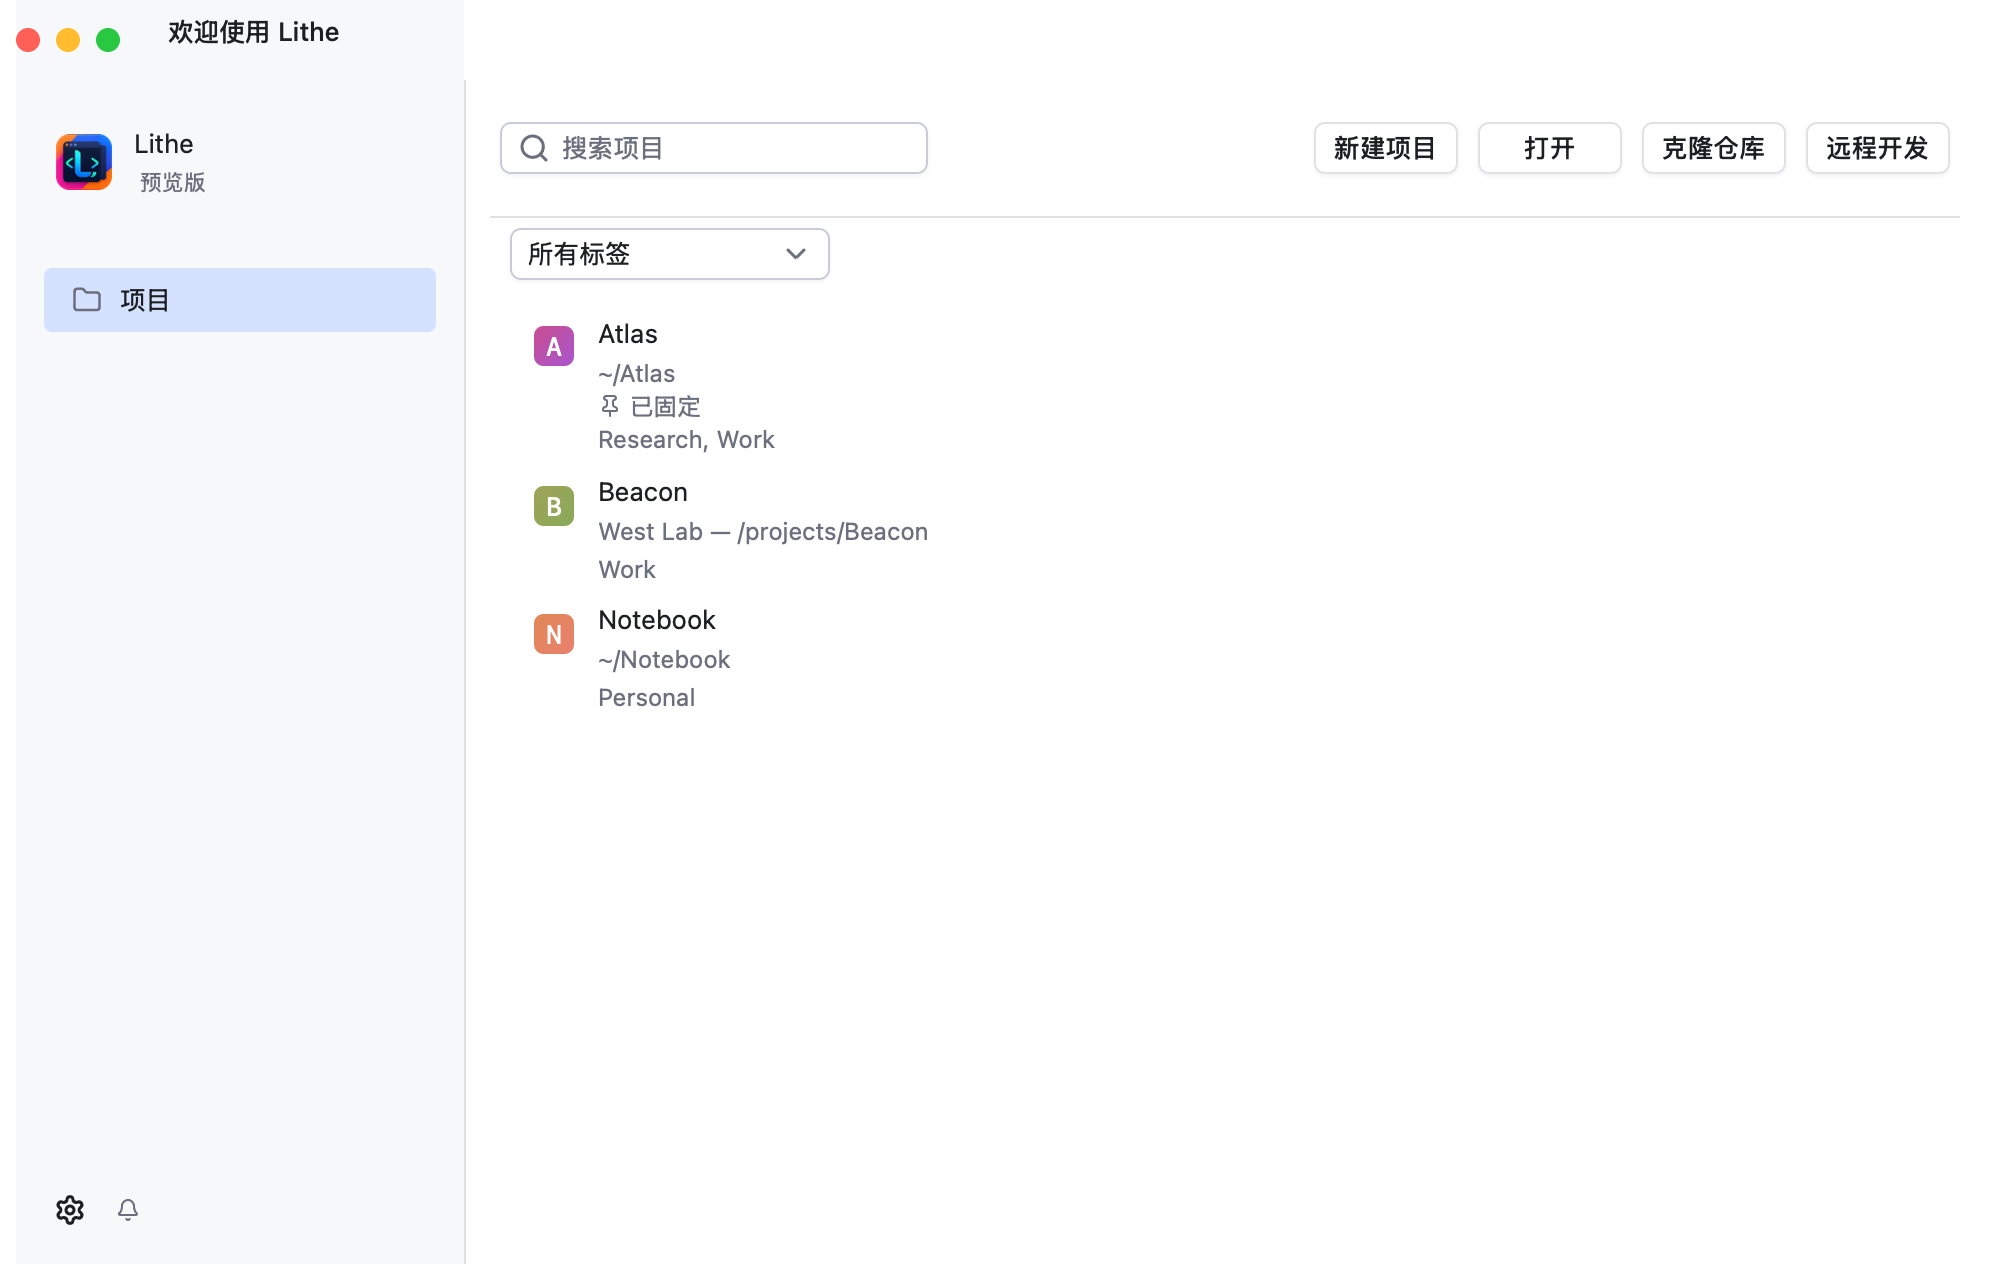 欢迎使用 Lithe
Lithe
预览版
项目
搜索项目
新建项目
打开
克隆仓库
远程开发
所有标签
A
Atlas
~/Atlas
已固定
Research, Work
B
Beacon
West Lab — /projects/Beacon
Work
N
Notebook
~/Notebook
Personal